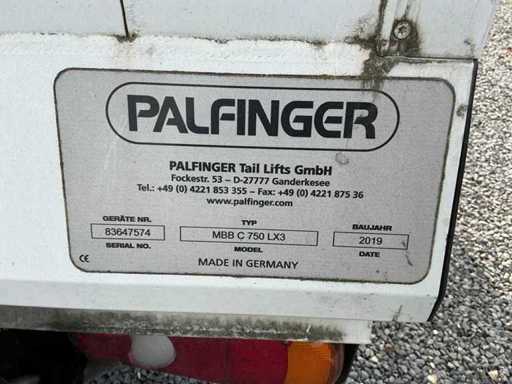 PALFINGER
PALFINGER Tail Lifts GmbH
Fockestr. 53 – D-27777 Ganderkesee
Tel.: +49 (0) 4221 853 355 – Fax: +49 (0) 4221 875 36
www.palfinger.com
GERÄTE NR. TYP BAUJAHR
83647574 MBB C 750 LX3 2019
SERIAL NO. MODEL DATE
CE MADE IN GERMANY